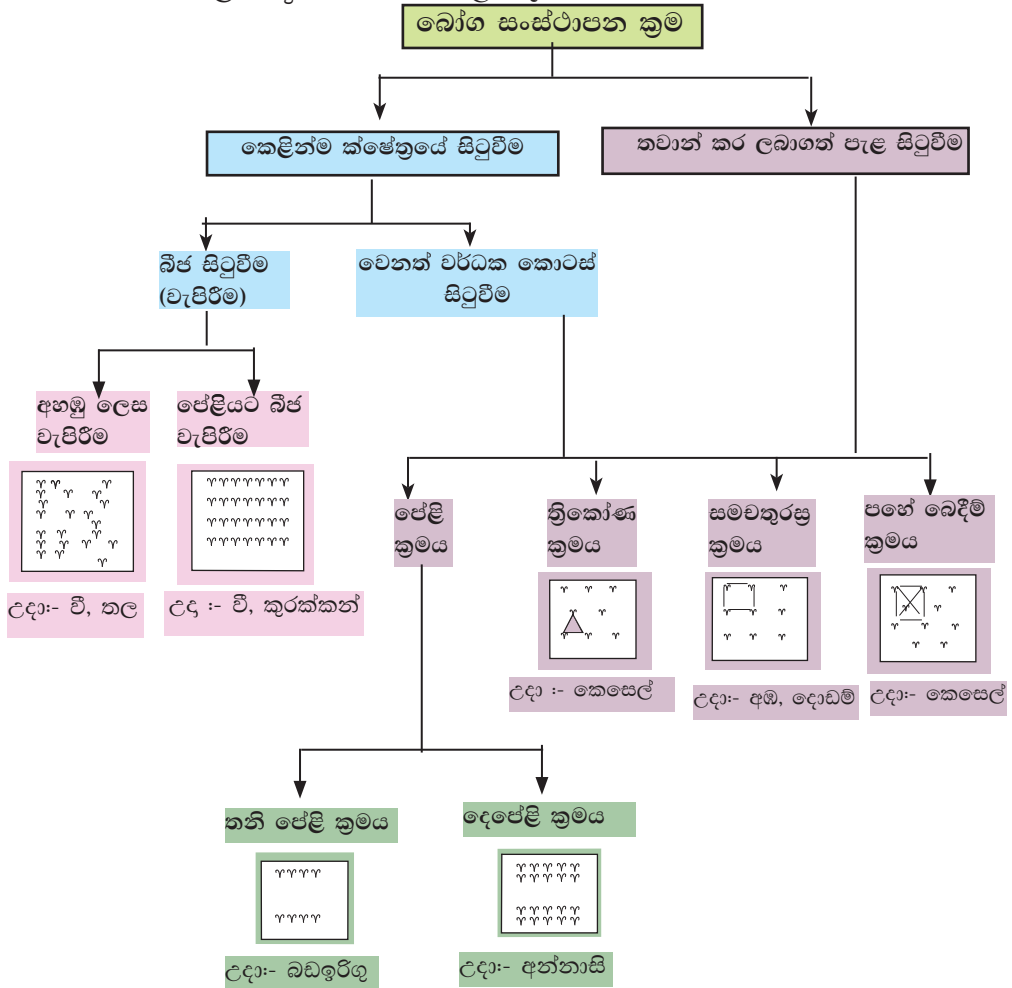 බෝග සංස්ථාපන ක්‍රම
කෙළින්ම ක්ෂේත්‍රයේ සිටුවීම
තවාන් කර ලබාගත් පැළ සිටුවීම
බීජ සිටුවීම
(වැපිරීම)
වෙනත් වර්ධක කොටස්
සිටුවීම
අහඹු ලෙස
වැපිරීම
පේළියට බීජ
වැපිරීම
උදා:- වී, තල
උදා :- වී, කුරක්කන්
පේළි
ක්‍රමය
ත්‍රිකෝණ
ක්‍රමය
සමචතුරස්‍ර
ක්‍රමය
පහේ බෙදීම්
ක්‍රමය
උදා :- කෙසෙල්
උදා:- අඹ, දොඩම්
උදා:- කෙසෙල්
තනි පේළි ක්‍රමය
දෙපේළි ක්‍රමය
උදා:- බඩඉරිගු
උදා:- අන්නාසි